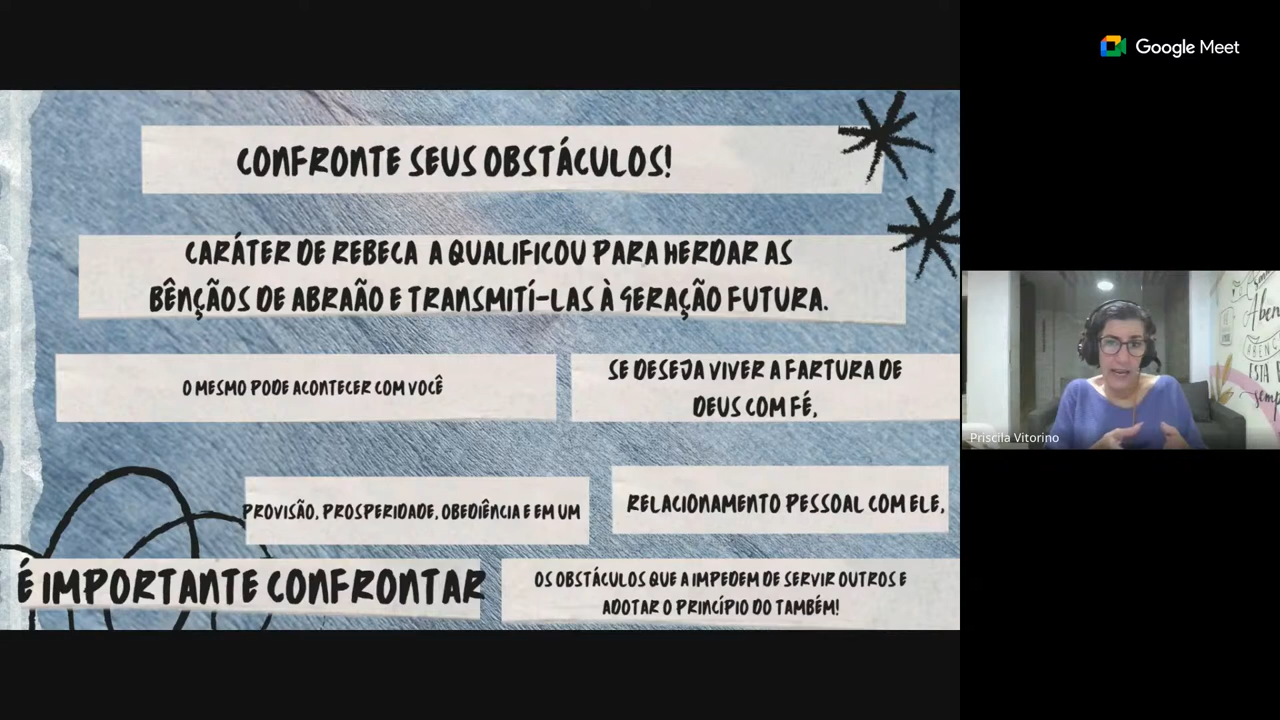 Google Meet
CONFRONTE SEUS OBSTÁCULOS!
CARÁTER DE REBECA A QUALIFICOU PARA HERDAR AS
BÊNÇÃOS DE ABRAÃO E TRANSMITÍ-LAS À GERAÇÃO FUTURA.
O MESMO PODE ACONTECER COM VOCÊ
SE DESEJA VIVER A FARTURA DE
DEUS COM FÉ,
PROVISÃO, PROSPERIDADE, OBEDIÊNCIA E EM UM
RELACIONAMENTO PESSOAL COM ELE,
É IMPORTANTE CONFRONTAR
OS OBSTÁCULOS QUE A IMPEDEM DE SERVIR OUTROS E
ADOTAR O PRINCÍPIO DO TAMBÉM!
Priscila Vitorino